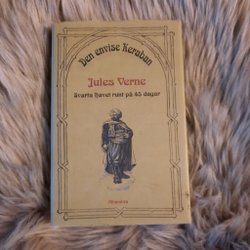 Den envise Keraban
Jules Verne
Svarta Havet runt på 45 dagar